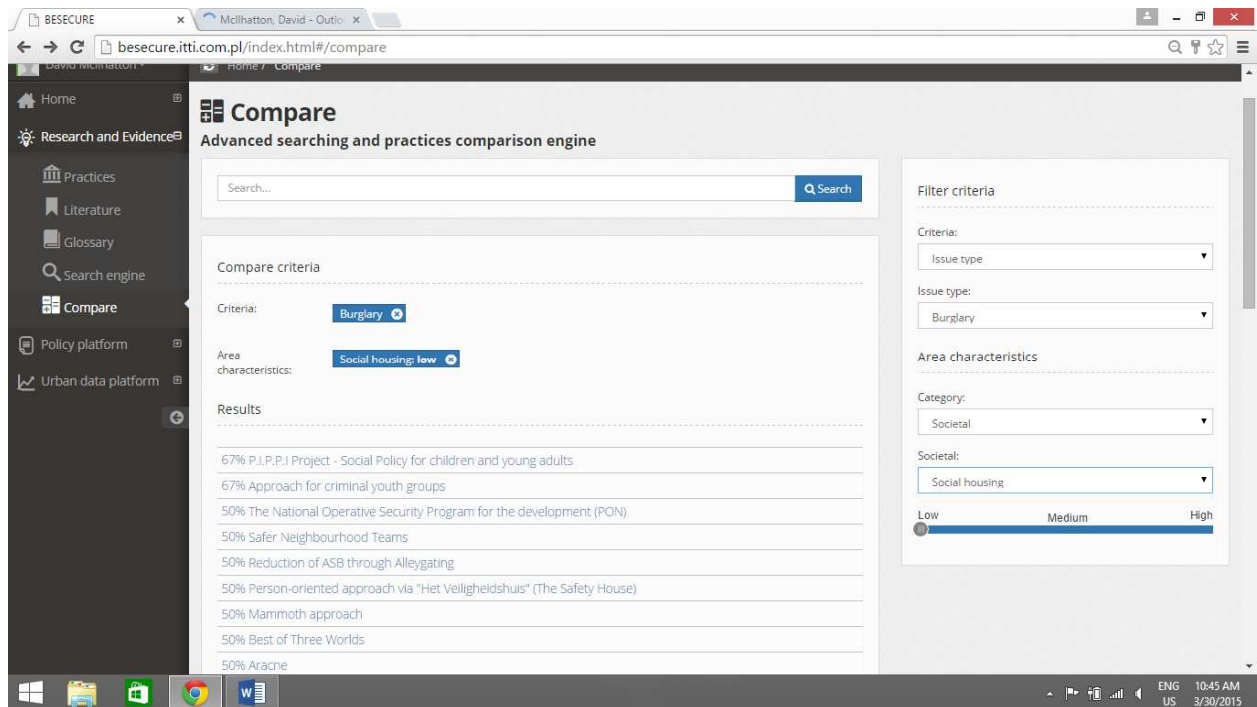 BESECURE
McIlhatton, David - Outlo
besecure.itti.com.pl/index.html#/compare
David McIlhatton
Home / Compare
Home
Research and Evidence
Practices
Literature
Glossary
Search engine
Compare
Policy platform
Urban data platform
Compare
Advanced searching and practices comparison engine
Search...
Search
Compare criteria
Criteria:
Burglary
Area
characteristics:
Social housing: low
Results
67% P.I.P.P.I Project - Social Policy for children and young adults
67% Approach for criminal youth groups
50% The National Operative Security Program for the development (PON)
50% Safer Neighbourhood Teams
50% Reduction of ASB through Alleygating
50% Person-oriented approach via "Het Veiligheidshuis" (The Safety House)
50% Mammoth approach
50% Best of Three Worlds
50% Aracne
Filter criteria
Criteria:
Issue type
Issue type:
Burglary
Area characteristics
Category:
Societal
Societal:
Social housing
Low Medium High
ENG 10:45 AM
US 3/30/2015